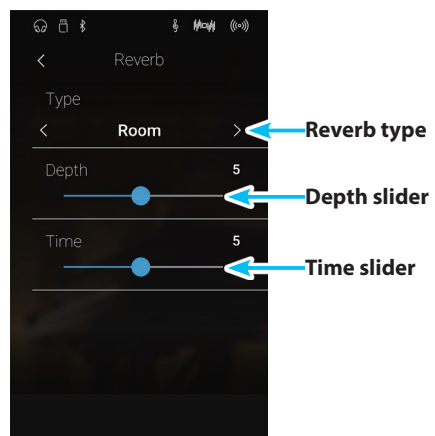 Reverb
Type
Room
Reverb type
Depth
5
Depth slider
Time
5
Time slider